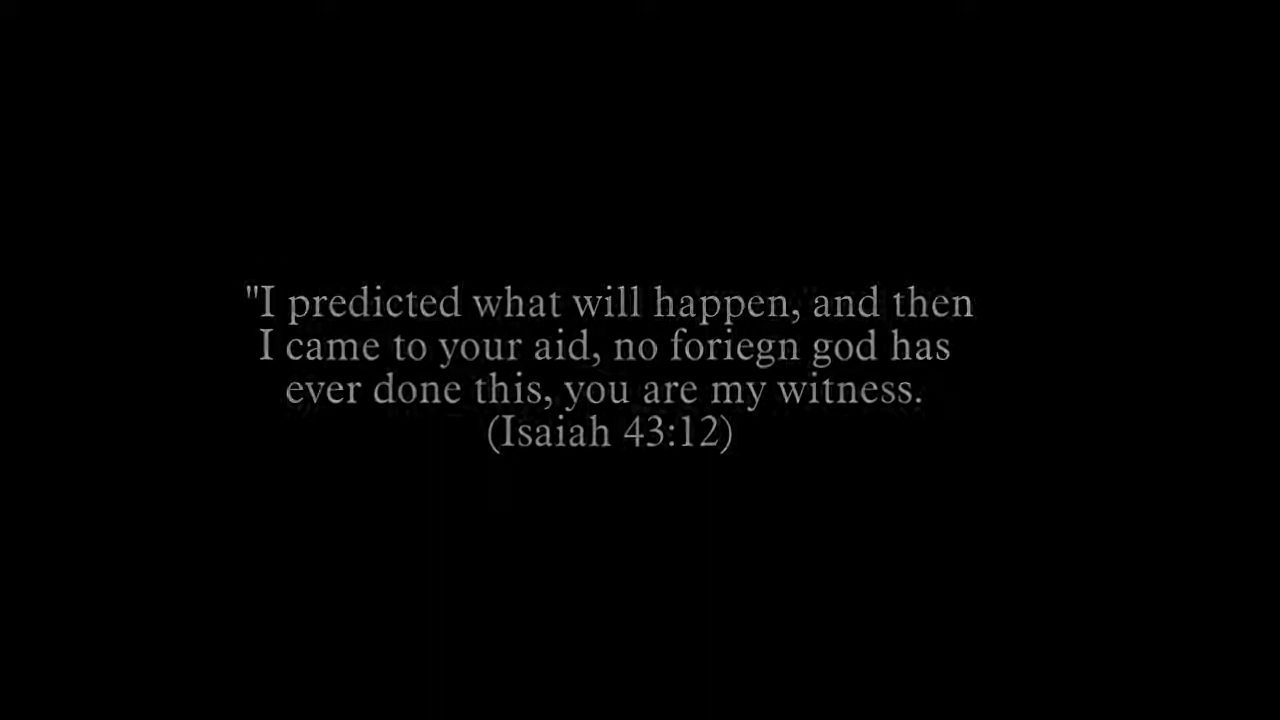 "I predicted what will happen, and then
I came to your aid, no foriegn god has
ever done this, you are my witness.
(Isaiah 43:12)